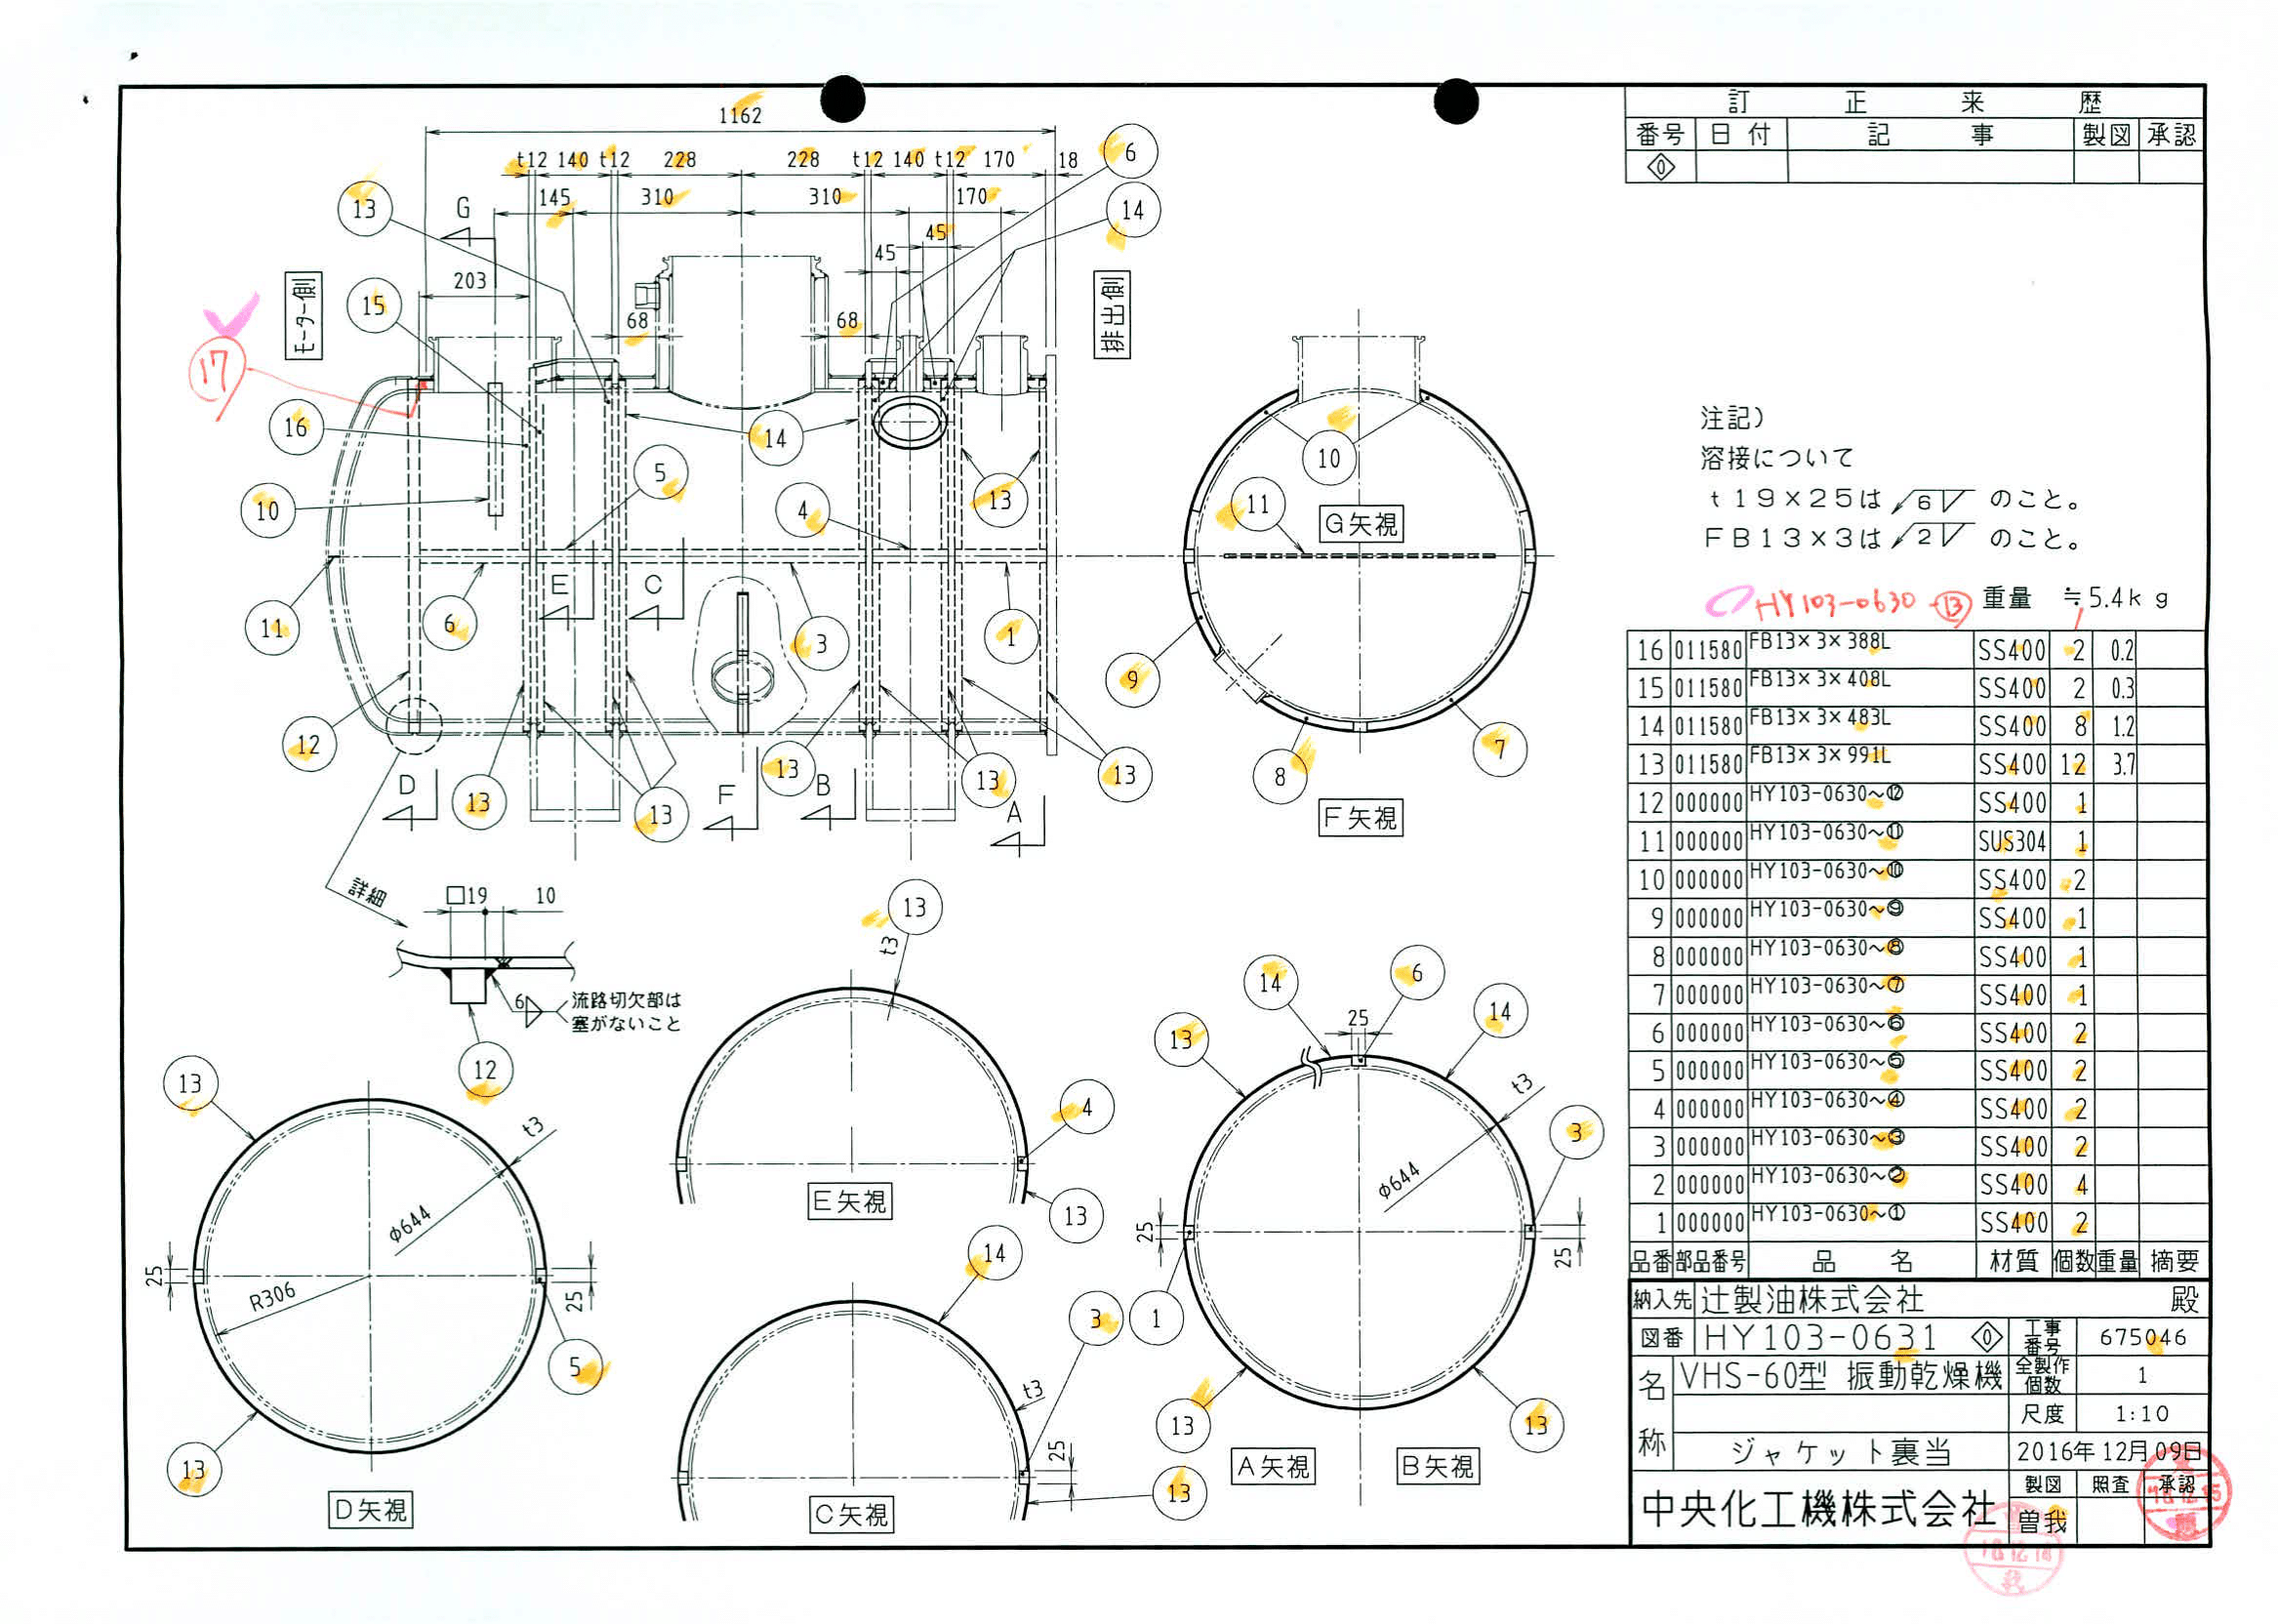 1162
t12 140 t12 228 228 t12 140 t12 170 18
145 310 310 170
45 45
203
68 68
G
モーター側
排出側
13
6
14
15
17
16
5
14
10
4
13
11
6
E C
3
1
12
13
13
13
13
13
D F B A
10
11
G矢視
9
8
7
F矢視
詳細
□19 10
6
流路切欠部は
塞がないこと
12
13
t3
φ644
R306
25 25
5
13
D矢視
13
t3
4
E矢視
13
14
3
t3
25
13
C矢視
14
6
14
13
25
t3
3
φ644
25 25
1
13
13
A矢視 B矢視
訂正来歴
番号 日付 記事 製図 承認
0
注記)
溶接について
t19×25は 6 のこと。
FB13×3は 2 のこと。
HY103-0630-⑬ 重量 ≒5.4kg
16 011580 FB13×3×388L SS400 2 0.2
15 011580 FB13×3×408L SS400 2 0.3
14 011580 FB13×3×483L SS400 8 1.2
13 011580 FB13×3×991L SS400 12 3.7
12 000000 HY103-0630~⑫ SS400 1
11 000000 HY103-0630~⑪ SUS304 1
10 000000 HY103-0630~⑩ SS400 2
9 000000 HY103-0630~⑨ SS400 1
8 000000 HY103-0630~⑧ SS400 1
7 000000 HY103-0630~⑦ SS400 1
6 000000 HY103-0630~⑥ SS400 2
5 000000 HY103-0630~⑤ SS400 2
4 000000 HY103-0630~④ SS400 2
3 000000 HY103-0630~③ SS400 2
2 000000 HY103-0630~② SS400 4
1 000000 HY103-0630~① SS400 2
品番 部品番号 品名 材質 個数 重量 摘要
納入先 辻製油株式会社 殿
図番 HY103-0631 0 工事番号 675046
名称 VHS-60型 振動乾燥機 全製作個数 1
尺度 1:10
ジャケット裏当 2016年12月09日
製図 照査 承認
中央化工機株式会社 曽我